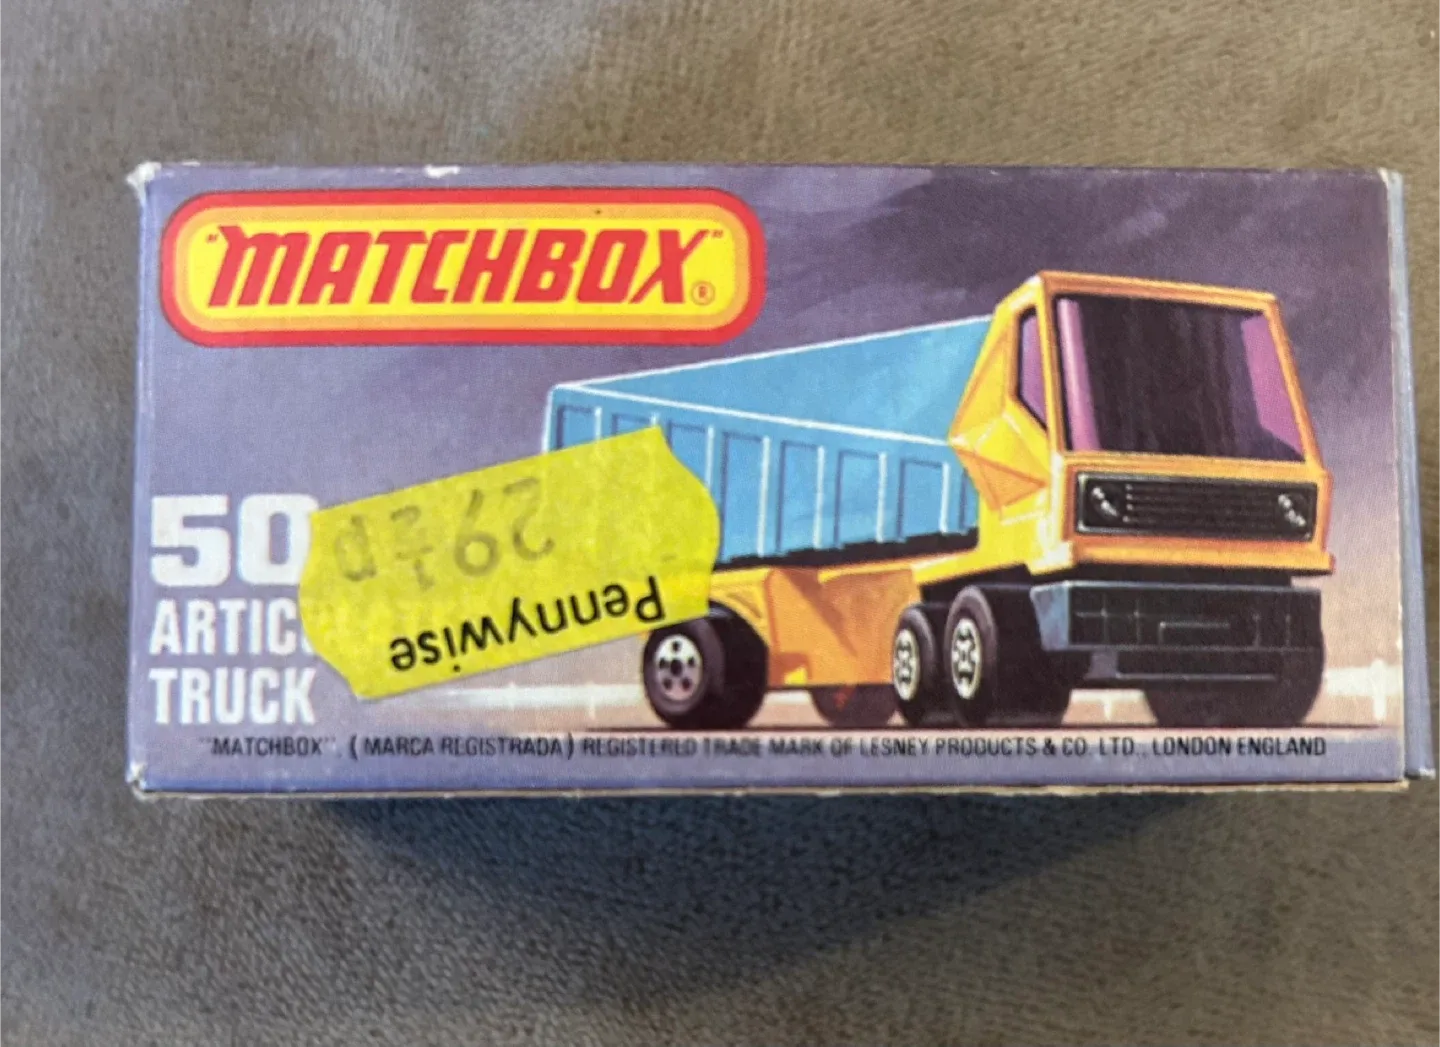 "MATCHBOX"®
50
ARTIC
TRUCK
Pennywise
29½p
"MATCHBOX", (MARCA REGISTRADA) REGISTERED TRADE MARK OF LESNEY PRODUCTS & CO. LTD., LONDON ENGLAND